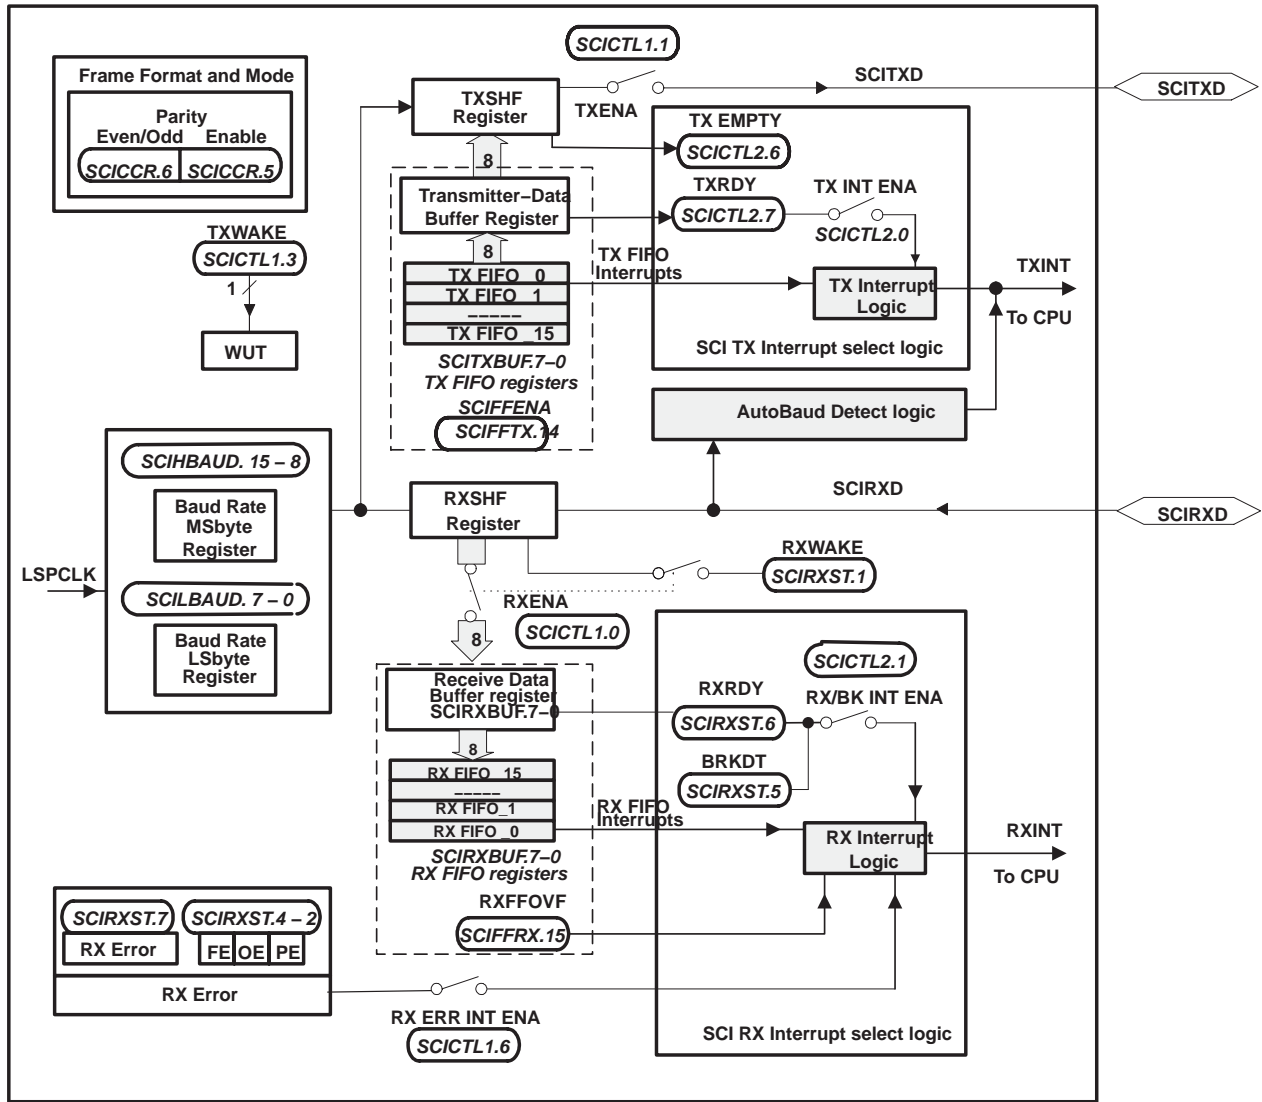 SCICTL1.1
Frame Format and Mode
Parity
Even/Odd Enable
SCICCR.6 SCICCR.5
TXSHF
Register
TXENA
SCITXD
SCITXD
TX EMPTY
SCICTL2.6
8
Transmitter–Data
Buffer Register
TXRDY
SCICTL2.7
TX INT ENA
SCICTL2.0
TXWAKE
SCICTL1.3
1
WUT
8
TX FIFO _0
TX FIFO _1
–––––
TX FIFO _15
TX FIFO
Interrupts
TX Interrupt
Logic
TXINT
To CPU
SCI TX Interrupt select logic
SCITXBUF.7–0
TX FIFO registers
SCIFFENA
SCIFFTX.14
AutoBaud Detect logic
SCIHBAUD. 15 – 8
Baud Rate
MSbyte
Register
LSPCLK
SCILBAUD. 7 – 0
Baud Rate
LSbyte
Register
RXSHF
Register
SCIRXD
SCIRXD
RXWAKE
SCIRXST.1
RXENA
SCICTL1.0
8
Receive Data
Buffer register
SCIRXBUF.7–0
8
RX FIFO _15
–––––
RX FIFO_1
RX FIFO _0
SCIRXBUF.7–0
RX FIFO registers
SCICTL2.1
RXRDY
SCIRXST.6
RX/BK INT ENA
BRKDT
SCIRXST.5
RX FIFO
Interrupts
RX Interrupt
Logic
RXINT
To CPU
RXFFOVF
SCIFFRX.15
SCIRXST.7 SCIRXST.4 – 2
RX Error FE OE PE
RX Error
RX ERR INT ENA
SCICTL1.6
SCI RX Interrupt select logic